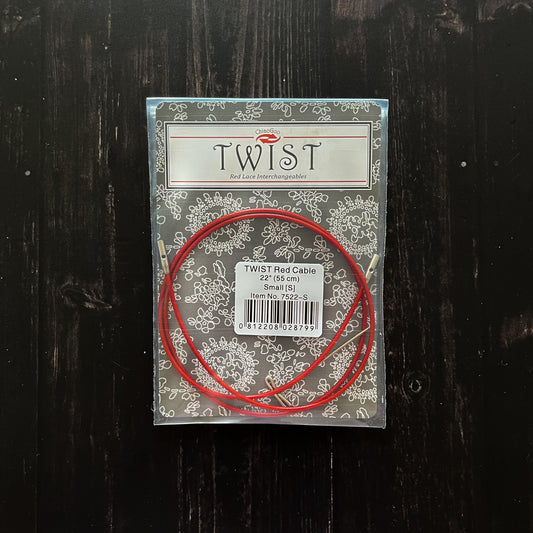 ChiaoGoo
TWIST
Red Lace Interchangeables
TWIST Red Cable
22" (55 cm)
Small [S]
Item No. 7522-S
0 812208 028799